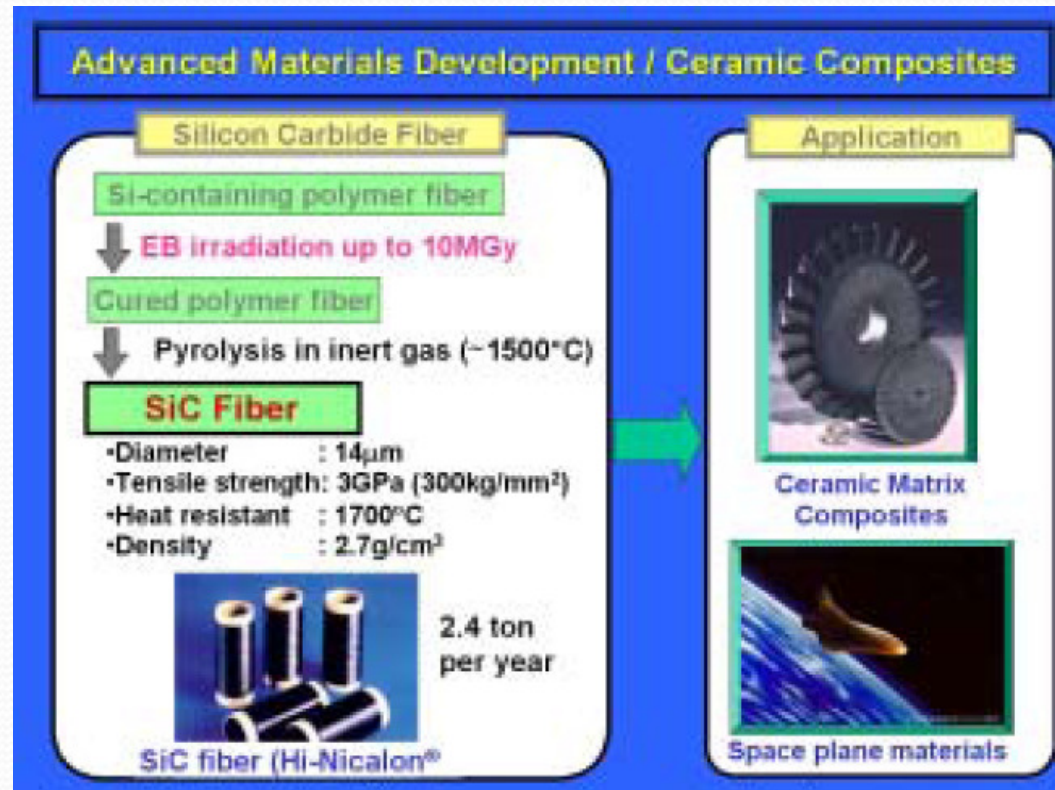 Advanced Materials Development / Ceramic Composites
Silicon Carbide Fiber
Si-containing polymer fiber
EB irradiation up to 10MGy
Cured polymer fiber
Pyrolysis in inert gas (~1500°C)
SiC Fiber
•Diameter : 14μm
•Tensile strength: 3GPa (300kg/mm²)
•Heat resistant : 1700°C
•Density : 2.7g/cm³
2.4 ton
per year
SiC fiber (Hi-Nicalon®
Application
Ceramic Matrix
Composites
Space plane materials